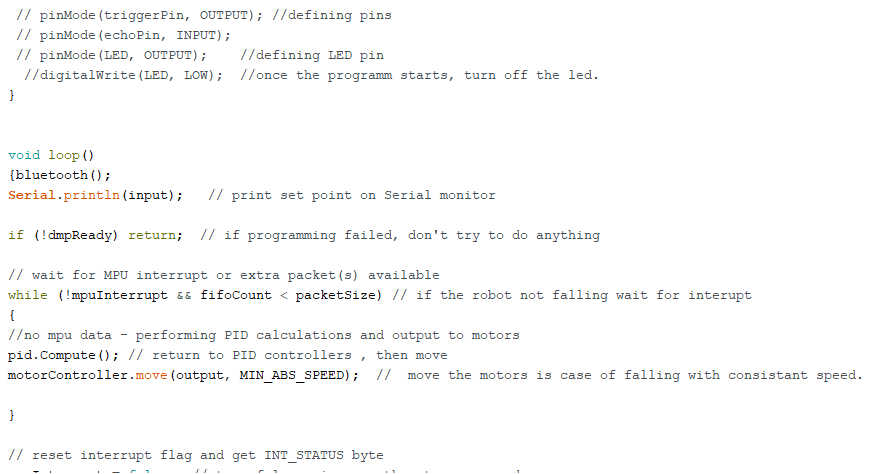 // pinMode(triggerPin, OUTPUT); //defining pins
// pinMode(echoPin, INPUT);
// pinMode(LED, OUTPUT);    //defining LED pin
//digitalWrite(LED, LOW);  //once the programm starts, turn off the led.
}
void loop()
{bluetooth();
Serial.println(input);   // print set point on Serial monitor
if (!dmpReady) return;  // if programming failed, don't try to do anything
// wait for MPU interrupt or extra packet(s) available
while (!mpuInterrupt && fifoCount < packetSize) // if the robot not falling wait for interupt
{
//no mpu data - performing PID calculations and output to motors
pid.Compute(); // return to PID controllers , then move
motorController.move(output, MIN_ABS_SPEED);  //  move the motors is case of falling with consistant speed.
}
// reset interrupt flag and get INT_STATUS byte